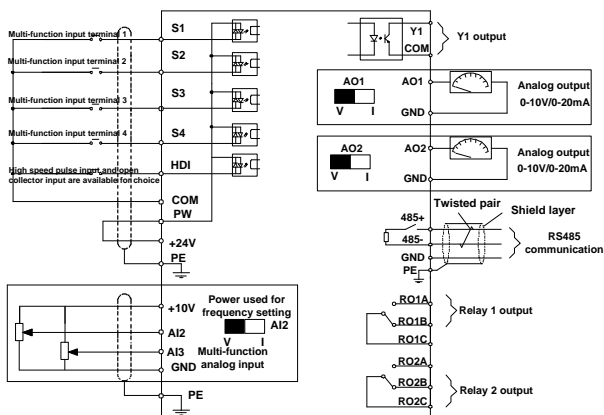 Multi-function input terminal 1
S1
Multi-function input terminal 2
S2
Multi-function input terminal 3
S3
Multi-function input terminal 4
S4
High speed pulse input and open
collector input are available for choice
HDI
COM
PW
+24V
PE
+10V
Power used for
frequency setting
AI2
AI2
V I
Multi-function
analog input
AI3
GND
PE
Y1
COM
Y1 output
AO1
V I
AO1
GND
Analog output
0-10V/0-20mA
AO2
V I
AO2
GND
Analog output
0-10V/0-20mA
Twisted pair
Shield layer
485+
485-
GND
PE
RS485
communication
RO1A
RO1B
RO1C
Relay 1 output
RO2A
RO2B
RO2C
Relay 2 output